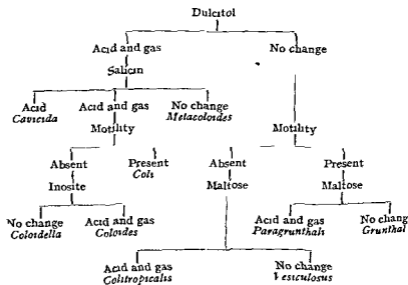 Dulcitol
Acid and gas No change
Salicin
Acid Acid and gas No change
Cavicida Metacoloides
Motility Motility
Absent Present Absent Present
Coli
Inosite Maltose Maltose
No change Acid and gas Acid and gas No chang
Coloidella Coloides Paragrunthali Grunthal
Acid and gas No change
Colitropicalis Vesiculosus